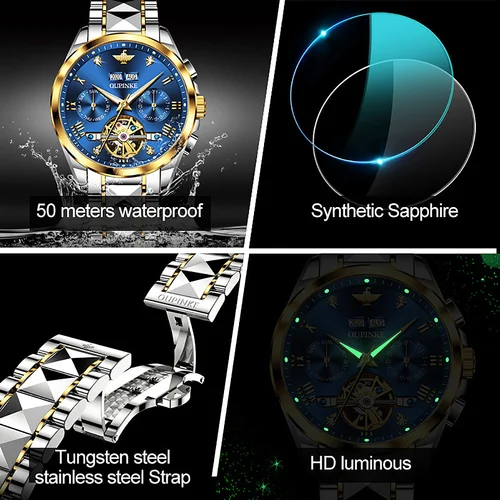 OUPINKE
50 meters waterproof
Synthetic Sapphire
OUPINKE
Tungsten steel
stainless steel Strap
HD luminous